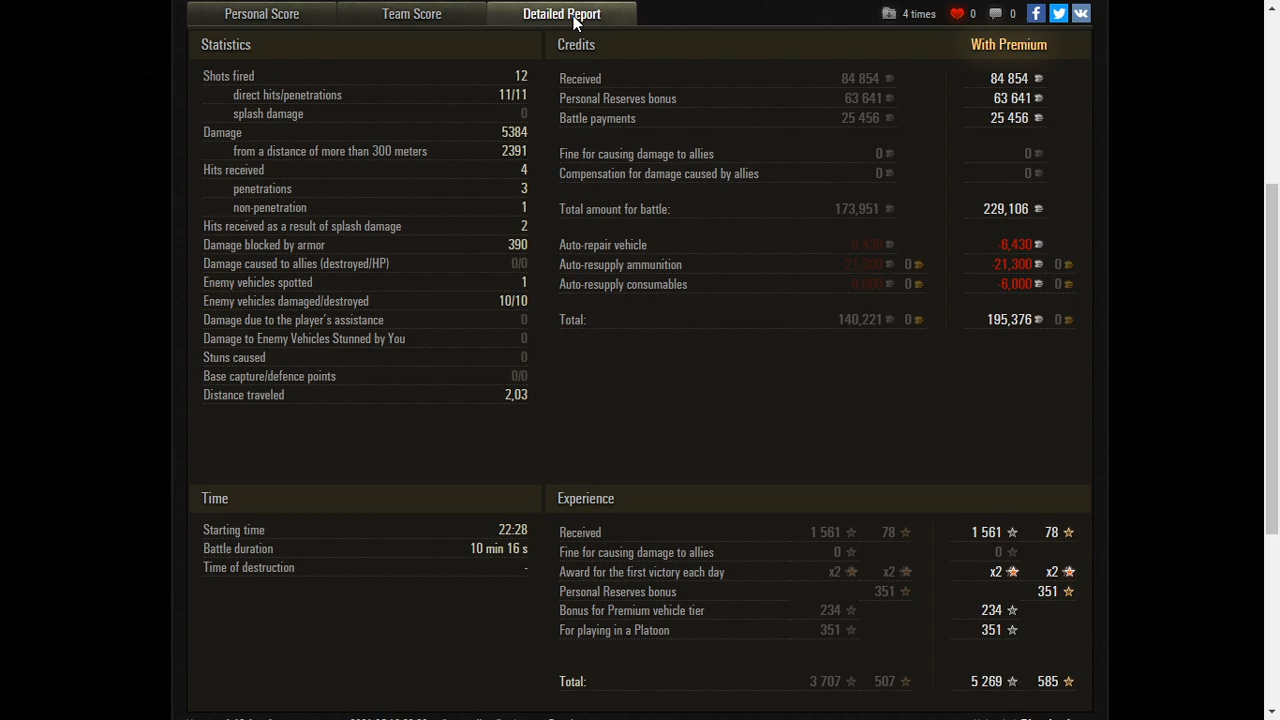 Personal Score Team Score Detailed Report 4 times 0 0
Statistics
Shots fired 12
direct hits/penetrations 11/11
splash damage 0
Damage 5384
from a distance of more than 300 meters 2391
Hits received 4
penetrations 3
non-penetration 1
Hits received as a result of splash damage 2
Damage blocked by armor 390
Damage caused to allies (destroyed/HP) 0/0
Enemy vehicles spotted 1
Enemy vehicles damaged/destroyed 10/10
Damage due to the player's assistance 0
Damage to Enemy Vehicles Stunned by You 0
Stuns caused 0
Base capture/defence points 0/0
Distance traveled 2,03
Credits With Premium
Received 84 854 84 854
Personal Reserves bonus 63 641 63 641
Battle payments 25 456 25 456
Fine for causing damage to allies 0 0
Compensation for damage caused by allies 0 0
Total amount for battle: 173,951 229,106
Auto-repair vehicle -6,430 -6,430
Auto-resupply ammunition -21,300 0 -21,300 0
Auto-resupply consumables -6,000 0 -6,000 0
Total: 140,221 0 195,376 0
Time
Starting time 22:28
Battle duration 10 min 16 s
Time of destruction -
Experience
Received 1 561 78 1 561 78
Fine for causing damage to allies 0 0
Award for the first victory each day x2 x2 x2 x2
Personal Reserves bonus 351 351
Bonus for Premium vehicle tier 234 234
For playing in a Platoon 351 351
Total: 3 707 507 5 269 585